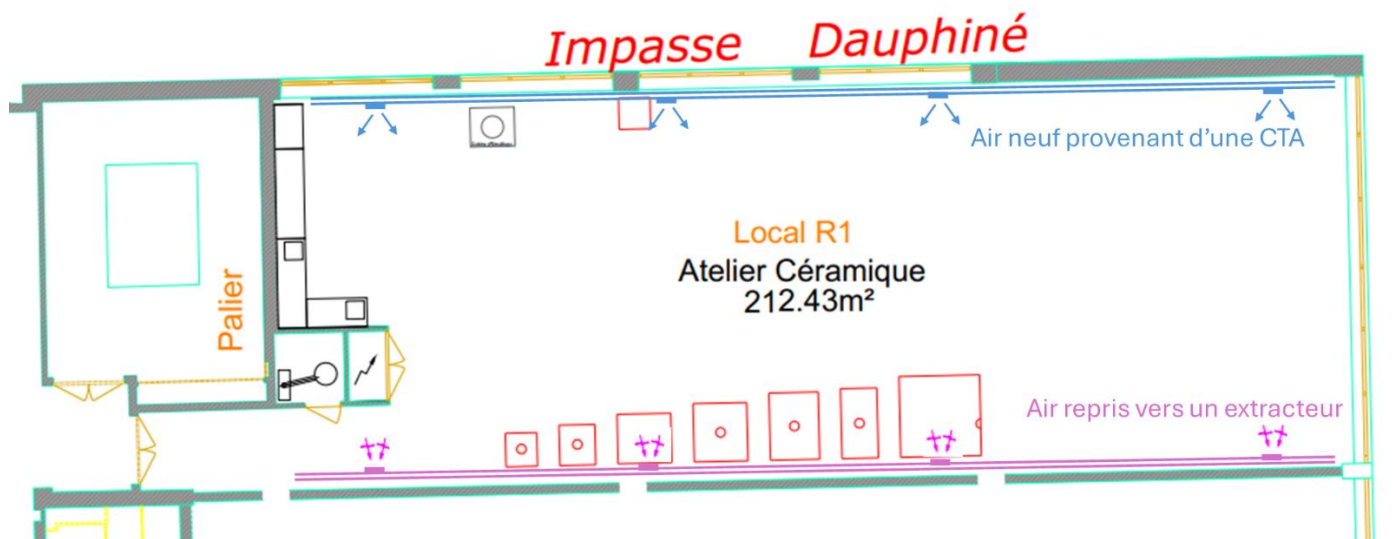 Impasse Dauphiné
Air neuf provenant d'une CTA
Local R1
Atelier Céramique
212.43m²
Palier
Air repris vers un extracteur